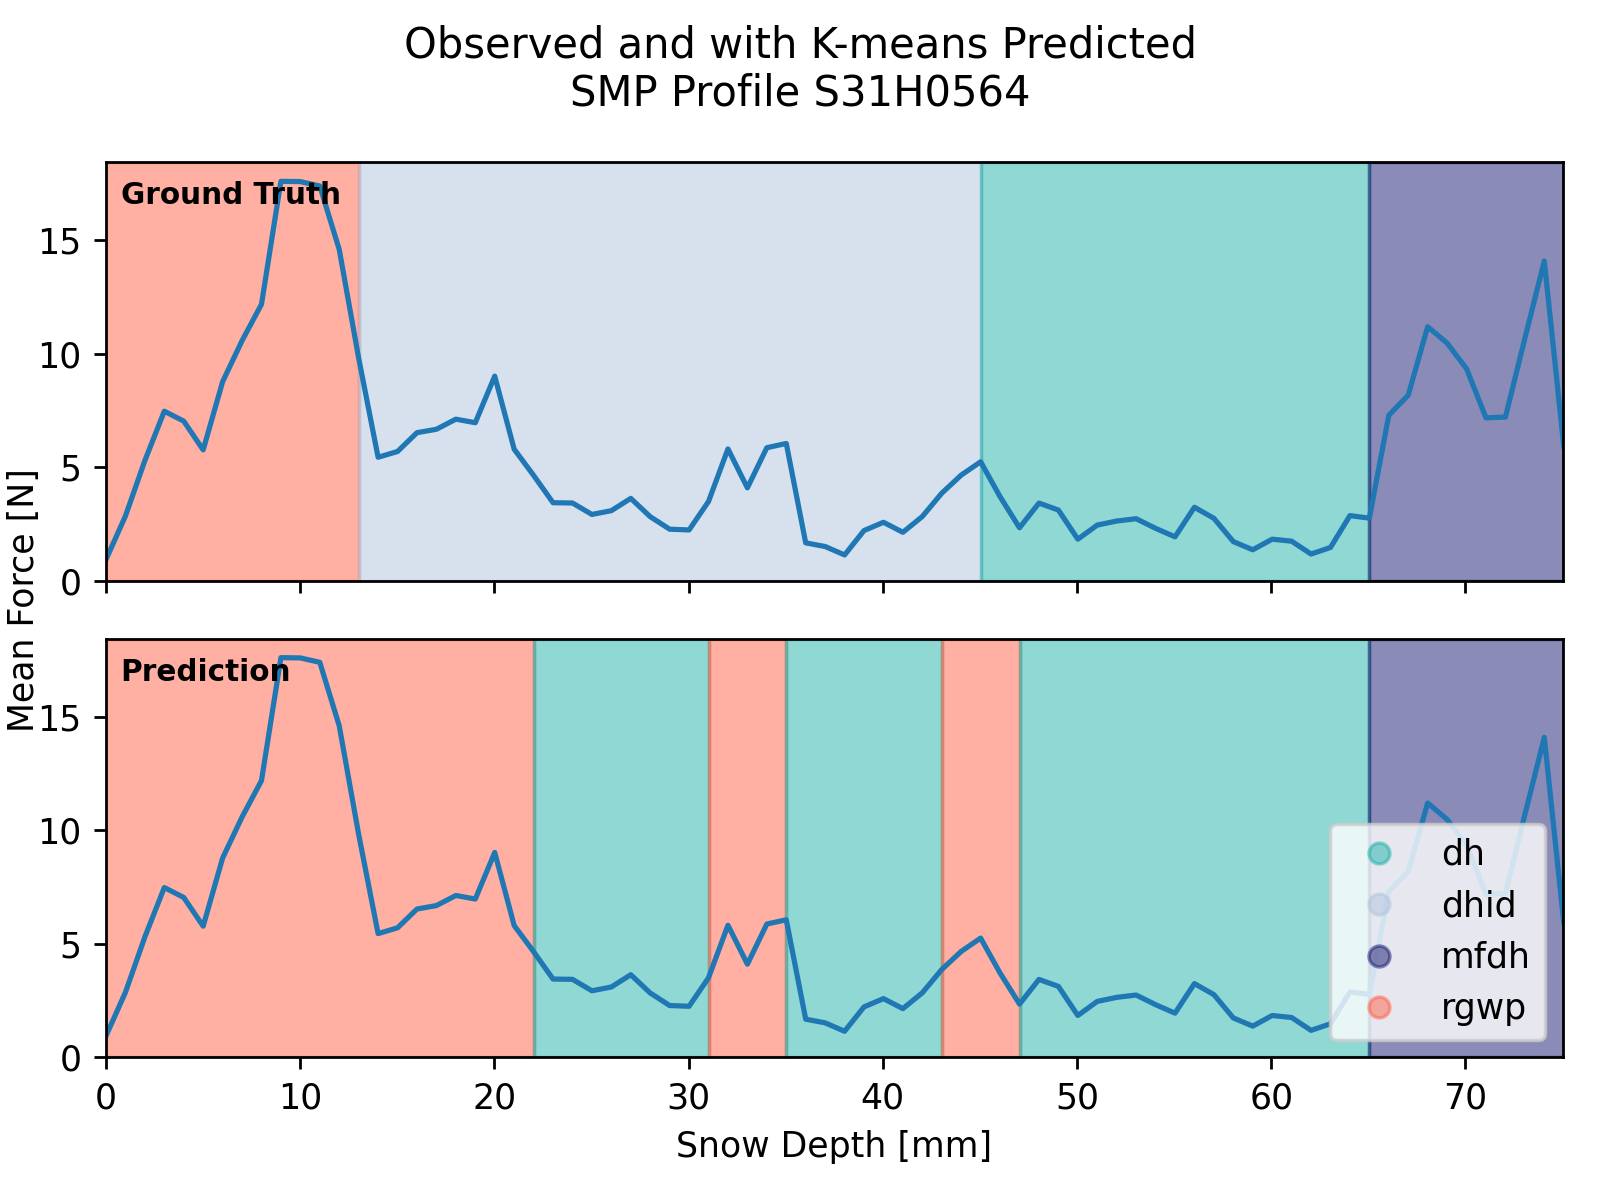 Observed and with K-means Predicted
SMP Profile S31H0564
Ground Truth
15
10
5
0
Mean Force [N]
Prediction
15
10
5
0
dh
dhid
mfdh
rgwp
0 10 20 30 40 50 60 70
Snow Depth [mm]